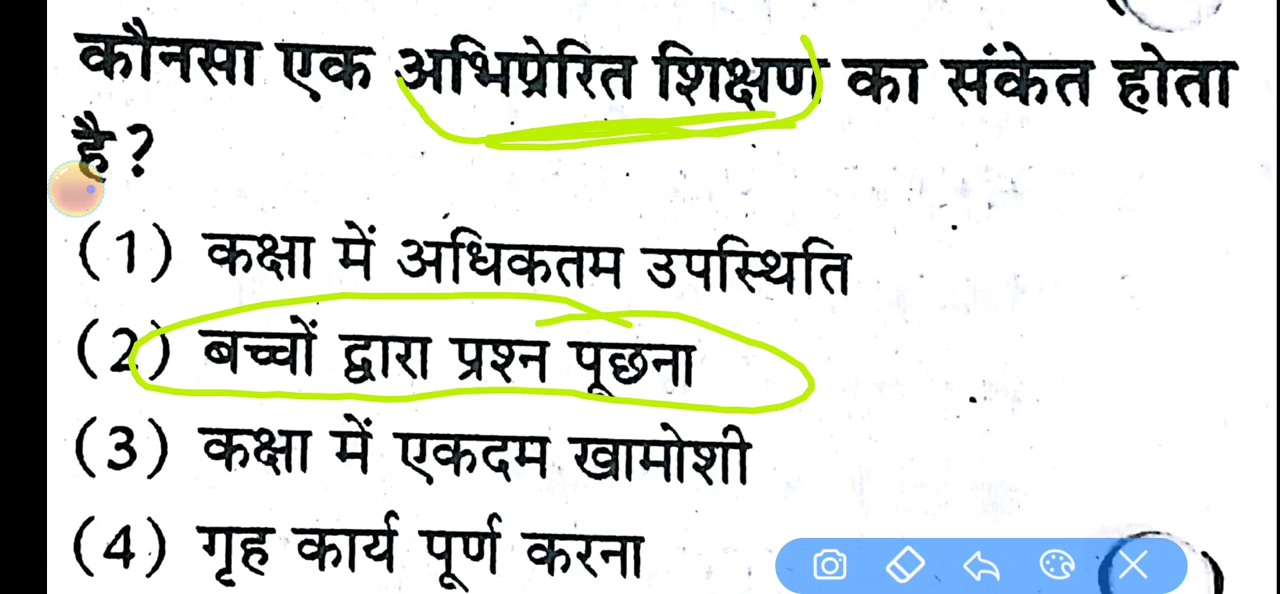 कौनसा एक अभिप्रेरित शिक्षण का संकेत होता
है?
(1) कक्षा में अधिकतम उपस्थिति
(2) बच्चों द्वारा प्रश्न पूछना
(3) कक्षा में एकदम खामोशी
(4) गृह कार्य पूर्ण करना